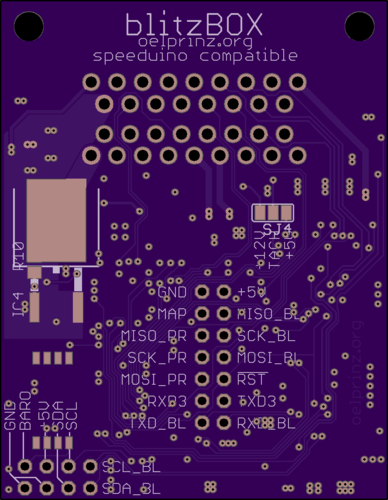 blitzBOX
oelprinz.org
speeduino compatible
SJ4
+12V
TACH
+5V
R10
IC4
GND +5V
MAP MISO_BL
MISO_PR SCK_BL
SCK_PR MOSI_BL
MOSI_PR RST
RXD3 TXD3
TXD_BL RXD_BL
oelprinz.org
GND
BARO
+5V
SDA
SCL
SCL_BL
SDA_BL